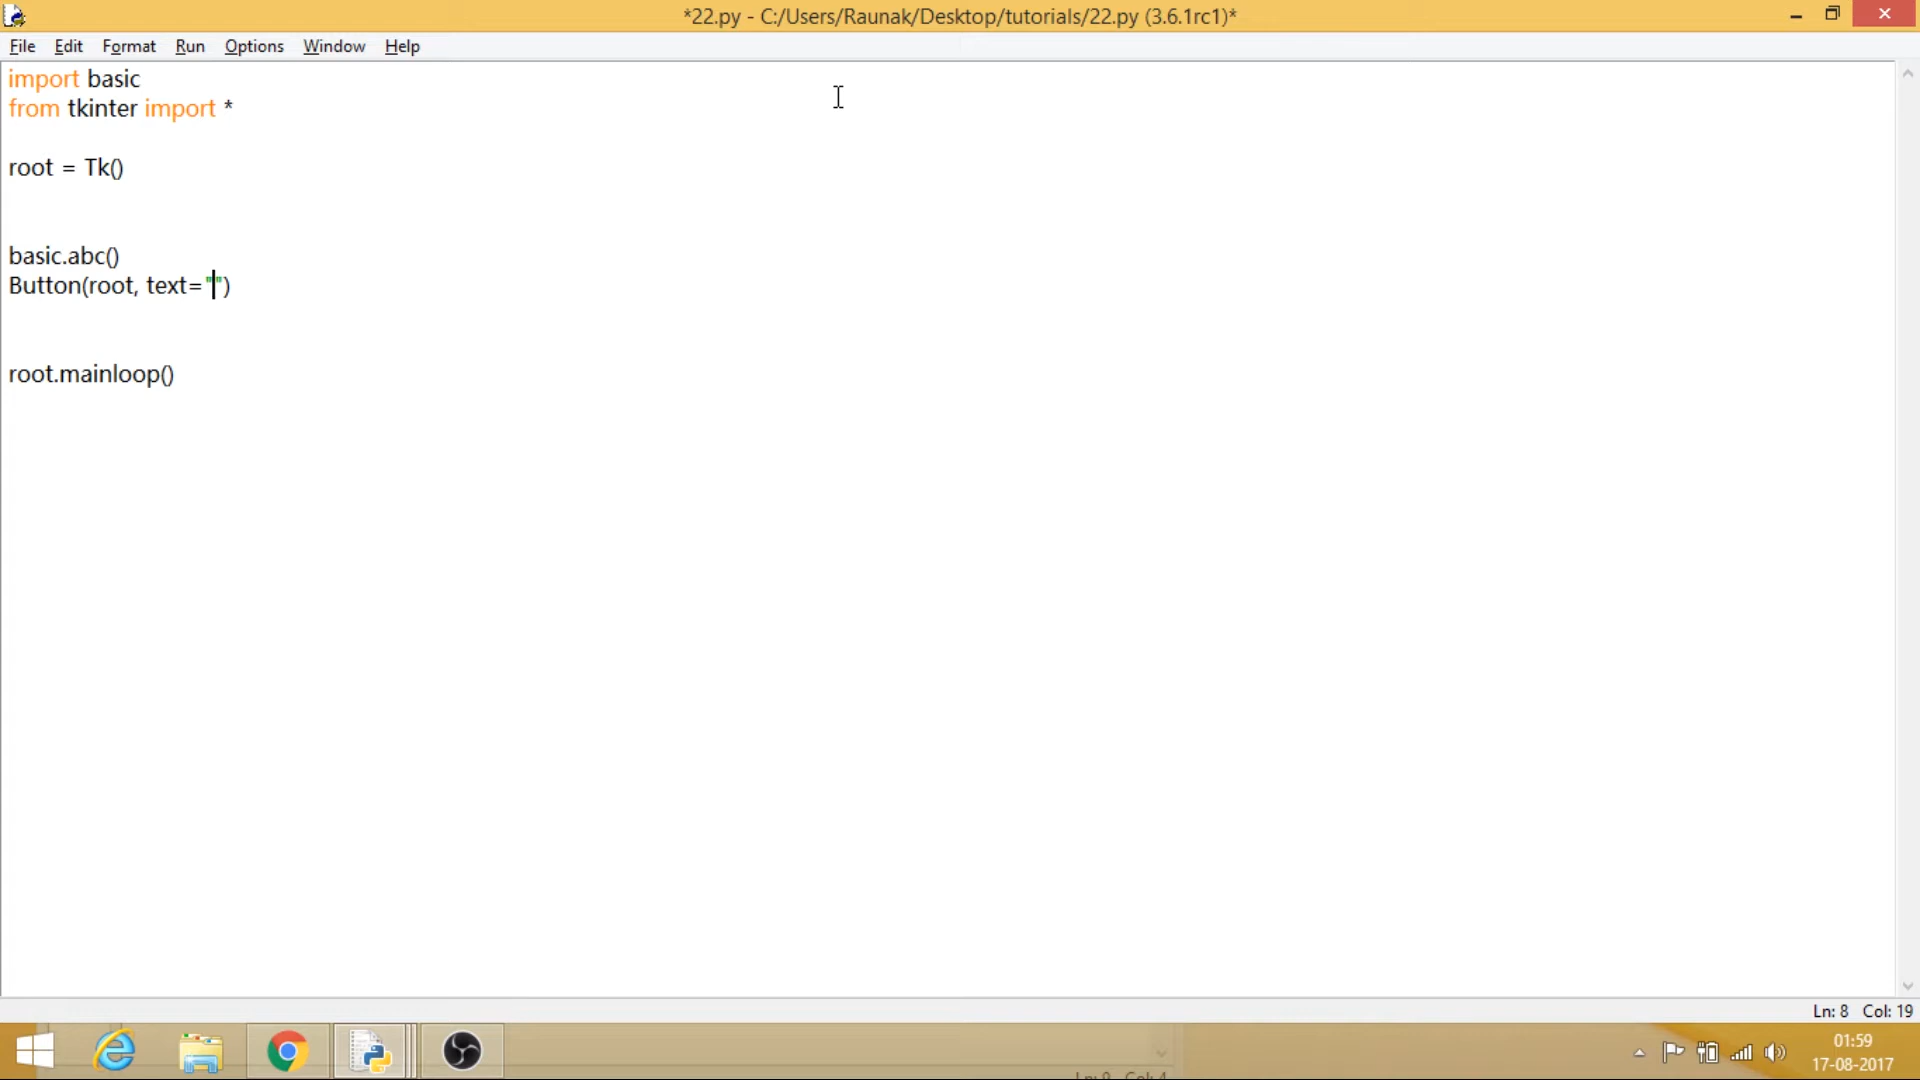 *22.py - C:/Users/Raunak/Desktop/tutorials/22.py (3.6.1rc1)*
File Edit Format Run Options Window Help
import basic
from tkinter import *
root = Tk()
basic.abc()
Button(root, text="")
root.mainloop()
Ln: 8 Col: 19
01:59
17-08-2017